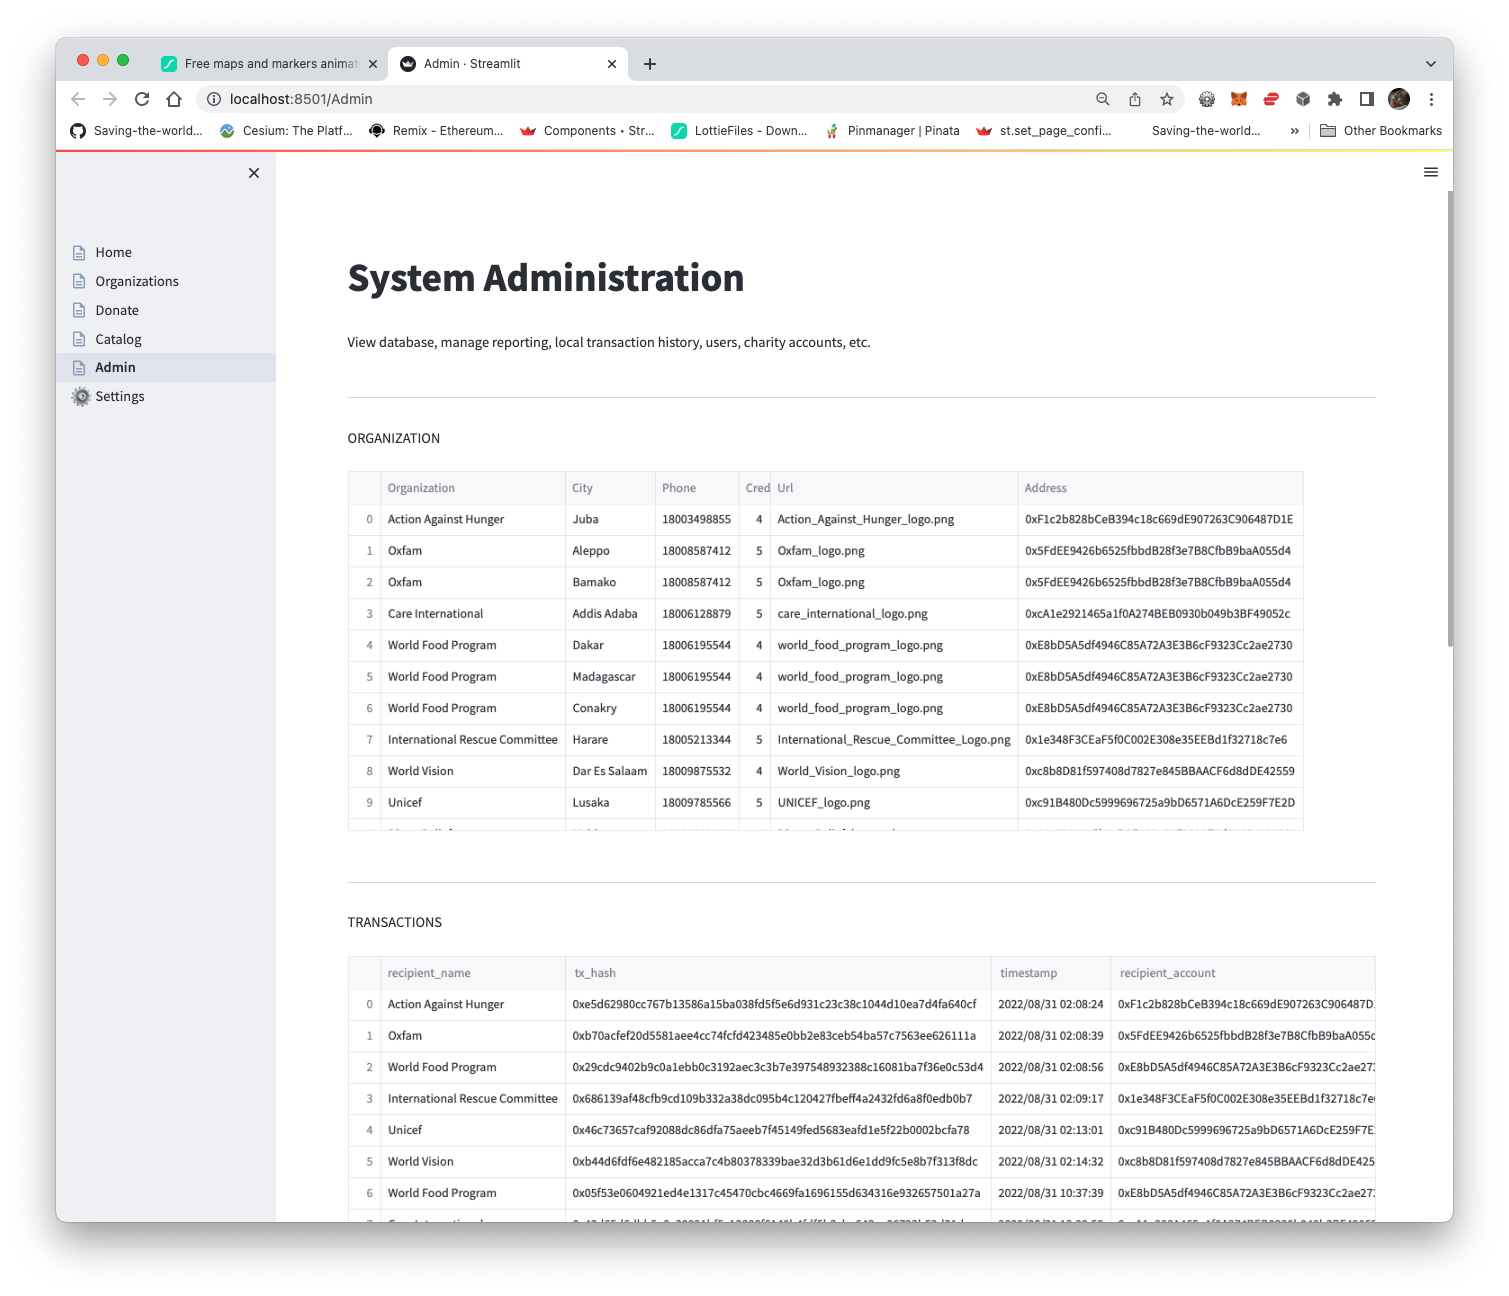 Free maps and markers animat
Admin · Streamlit
localhost:8501/Admin
Saving-the-world... Cesium: The Platf... Remix - Ethereum... Components • Str... LottieFiles - Down... Pinmanager | Pinata st.set_page_confi... Saving-the-world... » Other Bookmarks
Home
Organizations
Donate
Catalog
Admin
Settings
System Administration
View database, manage reporting, local transaction history, users, charity accounts, etc.
ORGANIZATION
Organization City Phone Cred Url Address
0 Action Against Hunger Juba 18003498855 4 Action_Against_Hunger_logo.png 0xF1c2b828bCeB394c18c669dE907263C906487D1E
1 Oxfam Aleppo 18008587412 5 Oxfam_logo.png 0x5FdEE9426b6525fbbdB28f3e7B8CfbB9baA055d4
2 Oxfam Bamako 18008587412 5 Oxfam_logo.png 0x5FdEE9426b6525fbbdB28f3e7B8CfbB9baA055d4
3 Care International Addis Adaba 18006128879 5 care_international_logo.png 0xcA1e2921465a1f0A274BEB0930b049b3BF49052c
4 World Food Program Dakar 18006195544 4 world_food_program_logo.png 0xE8bD5A5df4946C85A72A3E3B6cF9323Cc2ae2730
5 World Food Program Madagascar 18006195544 4 world_food_program_logo.png 0xE8bD5A5df4946C85A72A3E3B6cF9323Cc2ae2730
6 World Food Program Conakry 18006195544 4 world_food_program_logo.png 0xE8bD5A5df4946C85A72A3E3B6cF9323Cc2ae2730
7 International Rescue Committee Harare 18005213344 5 International_Rescue_Committee_Logo.png 0x1e348F3CEaF5f0C002E308e35EEBd1f32718c7e6
8 World Vision Dar Es Salaam 18009875532 4 World_Vision_logo.png 0xc8b8D81f597408d7827e845BBAACF6d8dDE42559
9 Unicef Lusaka 18009785566 5 UNICEF_logo.png 0xc91B480Dc5999696725a9bD6571A6DcE259F7E2D
TRANSACTIONS
recipient_name tx_hash timestamp recipient_account
0 Action Against Hunger 0xe5d62980cc767b13586a15ba038fd5f5e6d931c23c38c1044d10ea7d4fa640cf 2022/08/31 02:08:24 0xF1c2b828bCeB394c18c669dE907263C906487D
1 Oxfam 0xb70acfef20d5581aee4cc74fcfd423485e0bb2e83ceb54ba57c7563ee626111a 2022/08/31 02:08:39 0x5FdEE9426b6525fbbdB28f3e7B8CfbB9baA055
2 World Food Program 0x29cdc9402b9c0a1ebb0c3192aec3c3b7e397548932388c16081ba7f36e0c53d4 2022/08/31 02:08:56 0xE8bD5A5df4946C85A72A3E3B6cF9323Cc2ae27
3 International Rescue Committee 0x686139af48cfb9cd109b332a38dc095b4c120427fbeff4a2432fd6a8f0edb0b7 2022/08/31 02:09:17 0x1e348F3CEaF5f0C002E308e35EEBd1f32718c7e
4 Unicef 0x46c73657caf92088dc86dfa75aeeb7f45149fed5683eafd1e5f22b0002bcfa78 2022/08/31 02:13:01 0xc91B480Dc5999696725a9bD6571A6DcE259F7E
5 World Vision 0xb44d6fdf6e482185acca7c4b80378339bae32d3b61d6e1dd9fc5e8b7f313f8dc 2022/08/31 02:14:32 0xc8b8D81f597408d7827e845BBAACF6d8dDE425
6 World Food Program 0x05f53e0604921ed4e1317c45470cbc4669fa1696155d634316e932657501a27a 2022/08/31 10:37:39 0xE8bD5A5df4946C85A72A3E3B6cF9323Cc2ae27